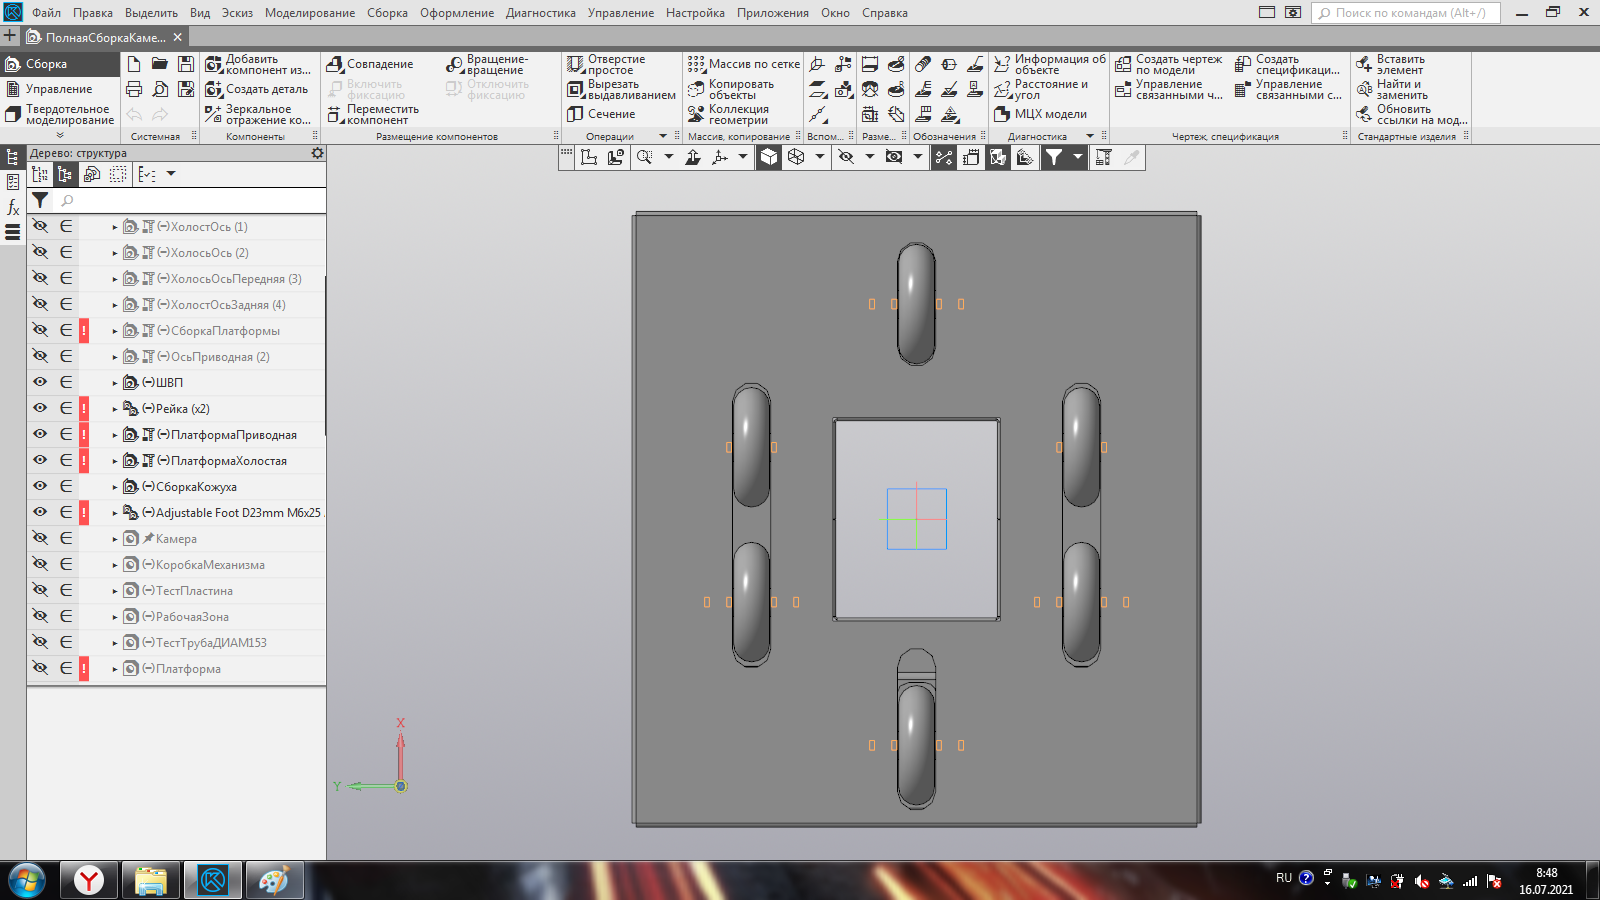 Файл Правка Выделить Вид Эскиз Моделирование Сборка Оформление Диагностика Управление Настройка Приложения Окно Справка
Поиск по командам (Alt+/)
ПолнаяСборкаКаме...
Сборка
Управление
Твердотельное моделирование
Системная
Добавить компонент из...
Создать деталь
Зеркальное отражение ко...
Компоненты
Совпадение
Включить фиксацию
Переместить компонент
Вращение-вращение
Отключить фиксацию
Размещение компонентов
Отверстие простое
Вырезать выдавливанием
Сечение
Операции
Массив по сетке
Копировать объекты
Коллекция геометрии
Массив, копирование
Вспом...
Разме...
Обозначения
Информация об объекте
Расстояние и угол
МЦХ модели
Диагностика
Создать чертеж по модели
Управление связанными ч...
Создать спецификаци...
Управление связанными с...
Чертеж, спецификация
Вставить элемент
Найти и заменить
Обновить ссылки на мод...
Стандартные изделия
Дерево: структура
(-)ХолостОсь (1)
(-)ХолосьОсь (2)
(-)ХолосьОсьПередняя (3)
(-)ХолостОсьЗадняя (4)
(-)СборкаПлатформы
(-)ОсьПриводная (2)
(-)ШВП
(-)Рейка (x2)
(-)ПлатформаПриводная
(-)ПлатформаХолостая
(-)СборкаКожуха
(-)Adjustable Foot D23mm M6x25
Камера
(-)КоробкаМеханизма
(-)ТестПластина
(-)РабочаяЗона
(-)ТестТрубаДИАМ153
(-)Платформа
X
Y
RU
8:48
16.07.2021